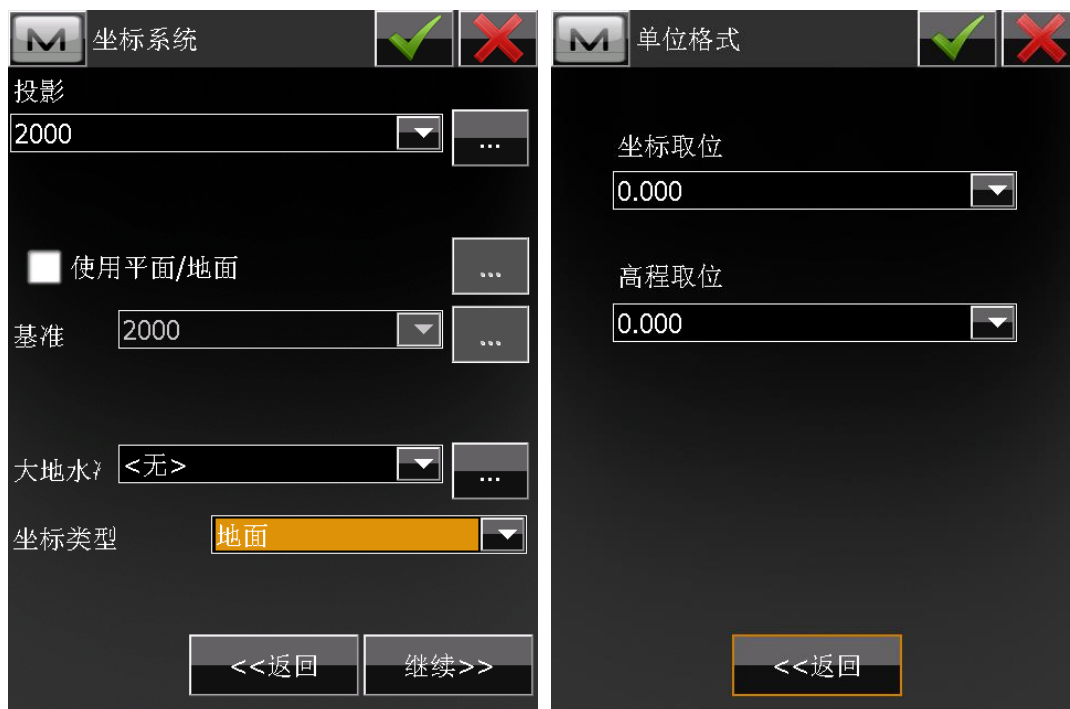 坐标系统
投影
2000
...
使用平面/地面
...
基准
2000
...
大地水
<无>
...
坐标类型
地面
<<返回
继续>>
单位格式
坐标取位
0.000
高程取位
0.000
<<返回